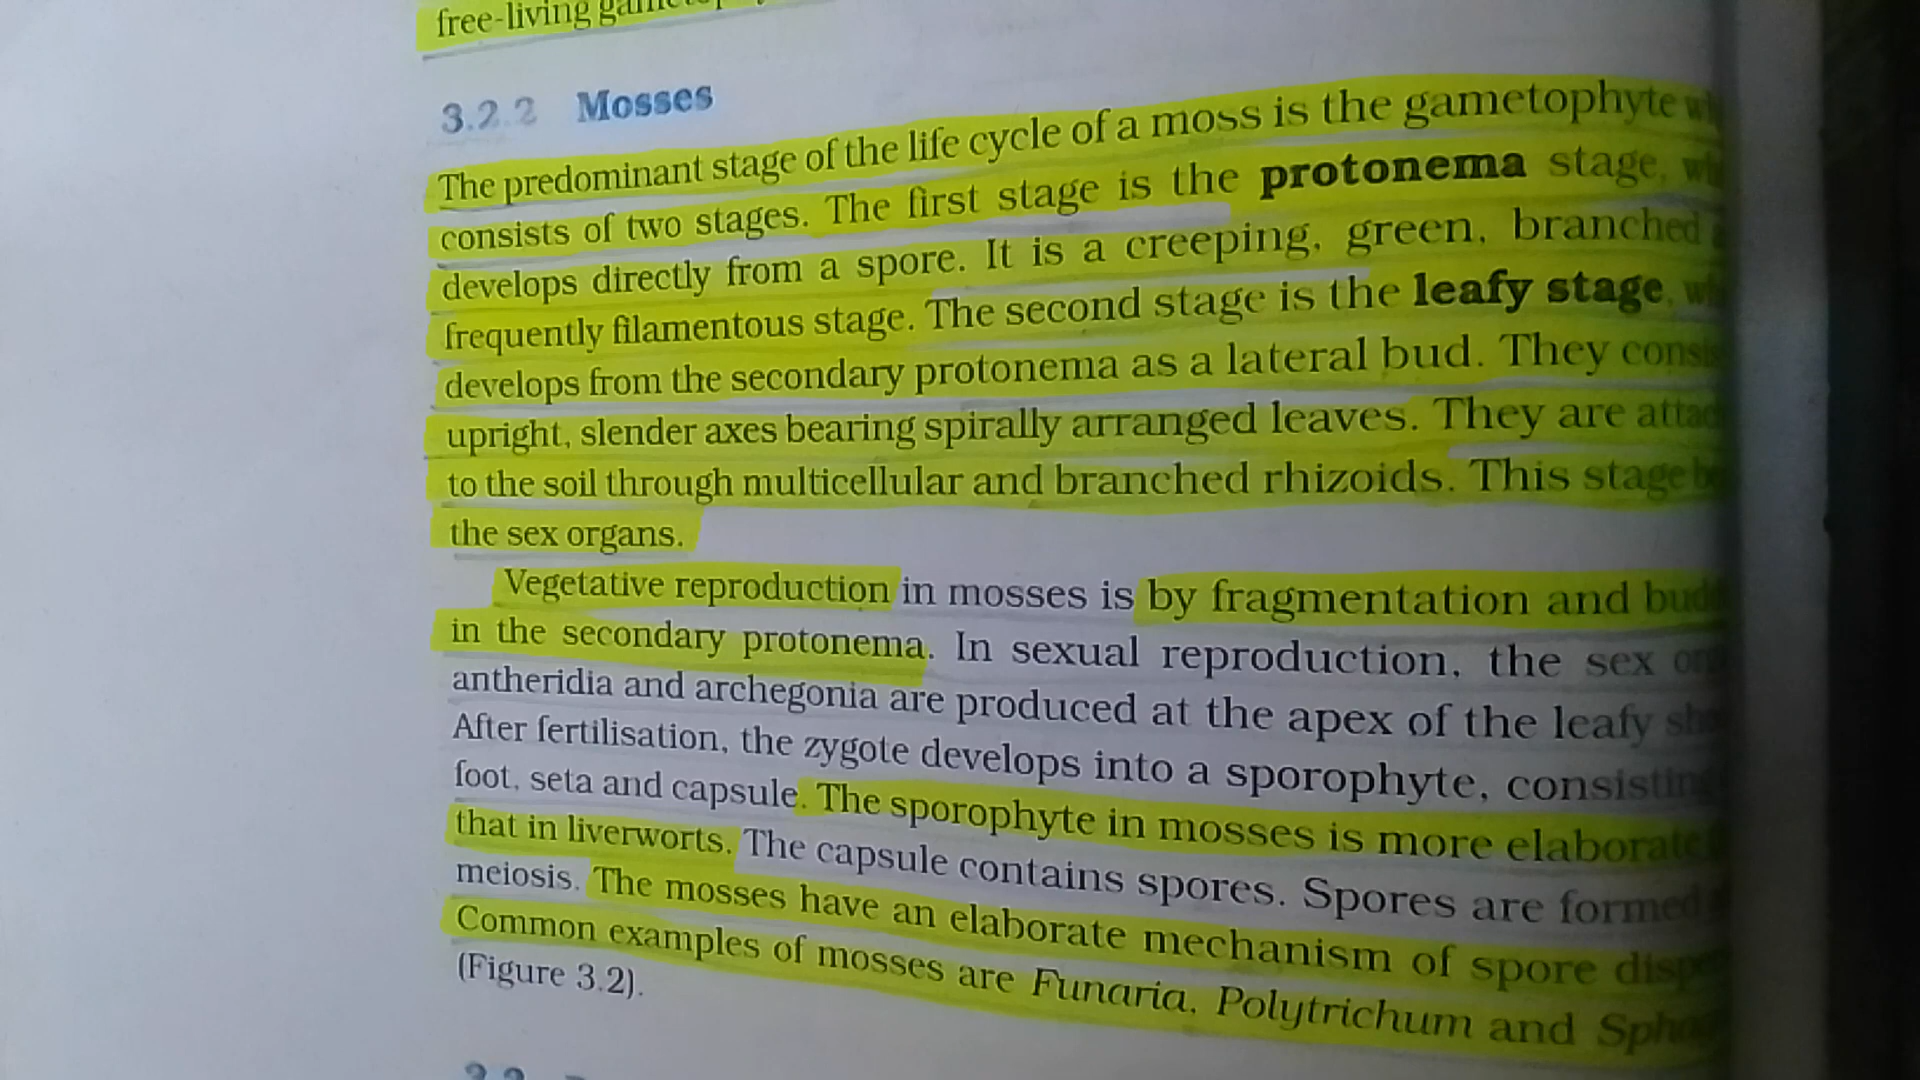 free-living
3.2.2 Mosses
The predominant stage of the life cycle of a moss is the gametophyte
consists of two stages. The first stage is the protonema stage,
develops directly from a spore. It is a creeping, green, branched
frequently filamentous stage. The second stage is the leafy stage,
develops from the secondary protonema as a lateral bud. They
upright, slender axes bearing spirally arranged leaves. They are
to the soil through multicellular and branched rhizoids. This stage
the sex organs.
Vegetative reproduction in mosses is by fragmentation and
in the secondary protonema. In sexual reproduction, the sex
antheridia and archegonia are produced at the apex of the leafy
After fertilisation, the zygote develops into a sporophyte, consisting
foot, seta and capsule. The sporophyte in mosses is more elaborate
that in liverworts. The capsule contains spores. Spores are formed
meiosis. The mosses have an elaborate mechanism of spore
Common examples of mosses are Funaria, Polytrichum and
(Figure 3.2).